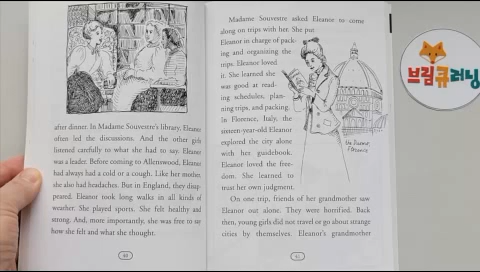 after dinner. In Madame Souvestre's library, Eleanor
often led the discussions. And the other girls
listened carefully to what she had to say. Eleanor
was a leader. Before coming to Allenswood, Eleanor
had always had a cold or a cough. Like her mother,
she also had headaches. But in England, they disap-
peared. Eleanor took long walks in all kinds of
weather. She played sports. She felt healthy and
strong. And, more importantly, she was free to say
how she felt and what she thought.
40
Madame Souvestre asked Eleanor to come
along on trips with her. She put
Eleanor in charge of pack-
ing and organizing the
trips. Eleanor loved
it. She learned she
was good at read-
ing schedules, plan-
ning trips, and packing.
In Florence, Italy, the
sixteen-year-old Eleanor
explored the city alone
with her guidebook.
Eleanor loved the free-
dom. She learned to
trust her own judgment.
On one trip, friends of her grandmother saw
Eleanor out alone. They were horrified. Back
then, young girls did not travel or go about strange
cities by themselves. Eleanor's grandmother
41
the Duomo,
Florence
브림큐러닝